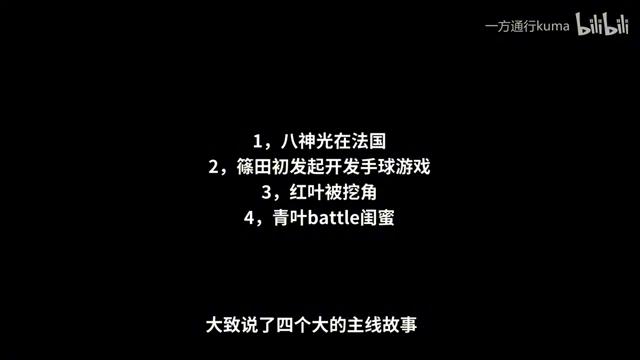 一方通行kuma bilibili
1，八神光在法国
2，篠田初发起开发手球游戏
3，红叶被挖角
4，青叶battle闺蜜
大致说了四个大的主线故事